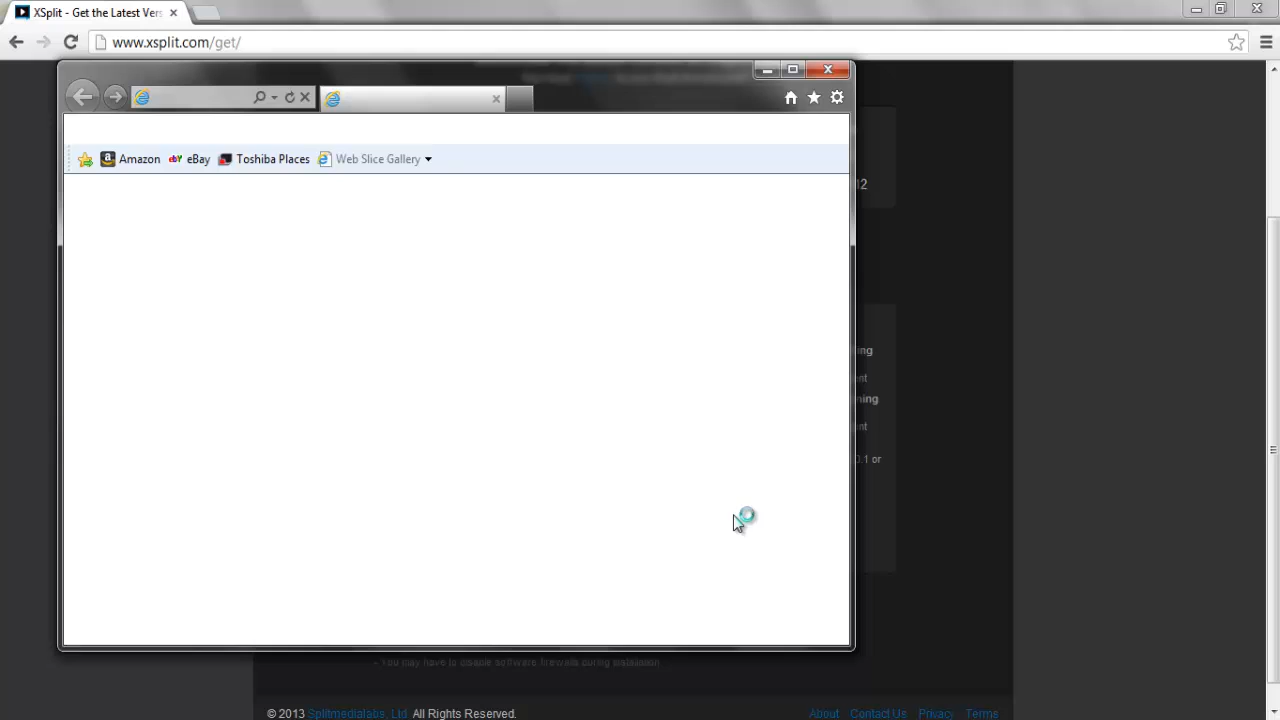 XSplit - Get the Latest Vers
www.xsplit.com/get/
Amazon
eBay
Toshiba Places
Web Slice Gallery
12
ing
ent
ning
ent
0.1 or
- You may have to disable software firewalls during installation
© 2013 Splitmedialabs, Ltd. All Rights Reserved.
About Contact Us Privacy Terms